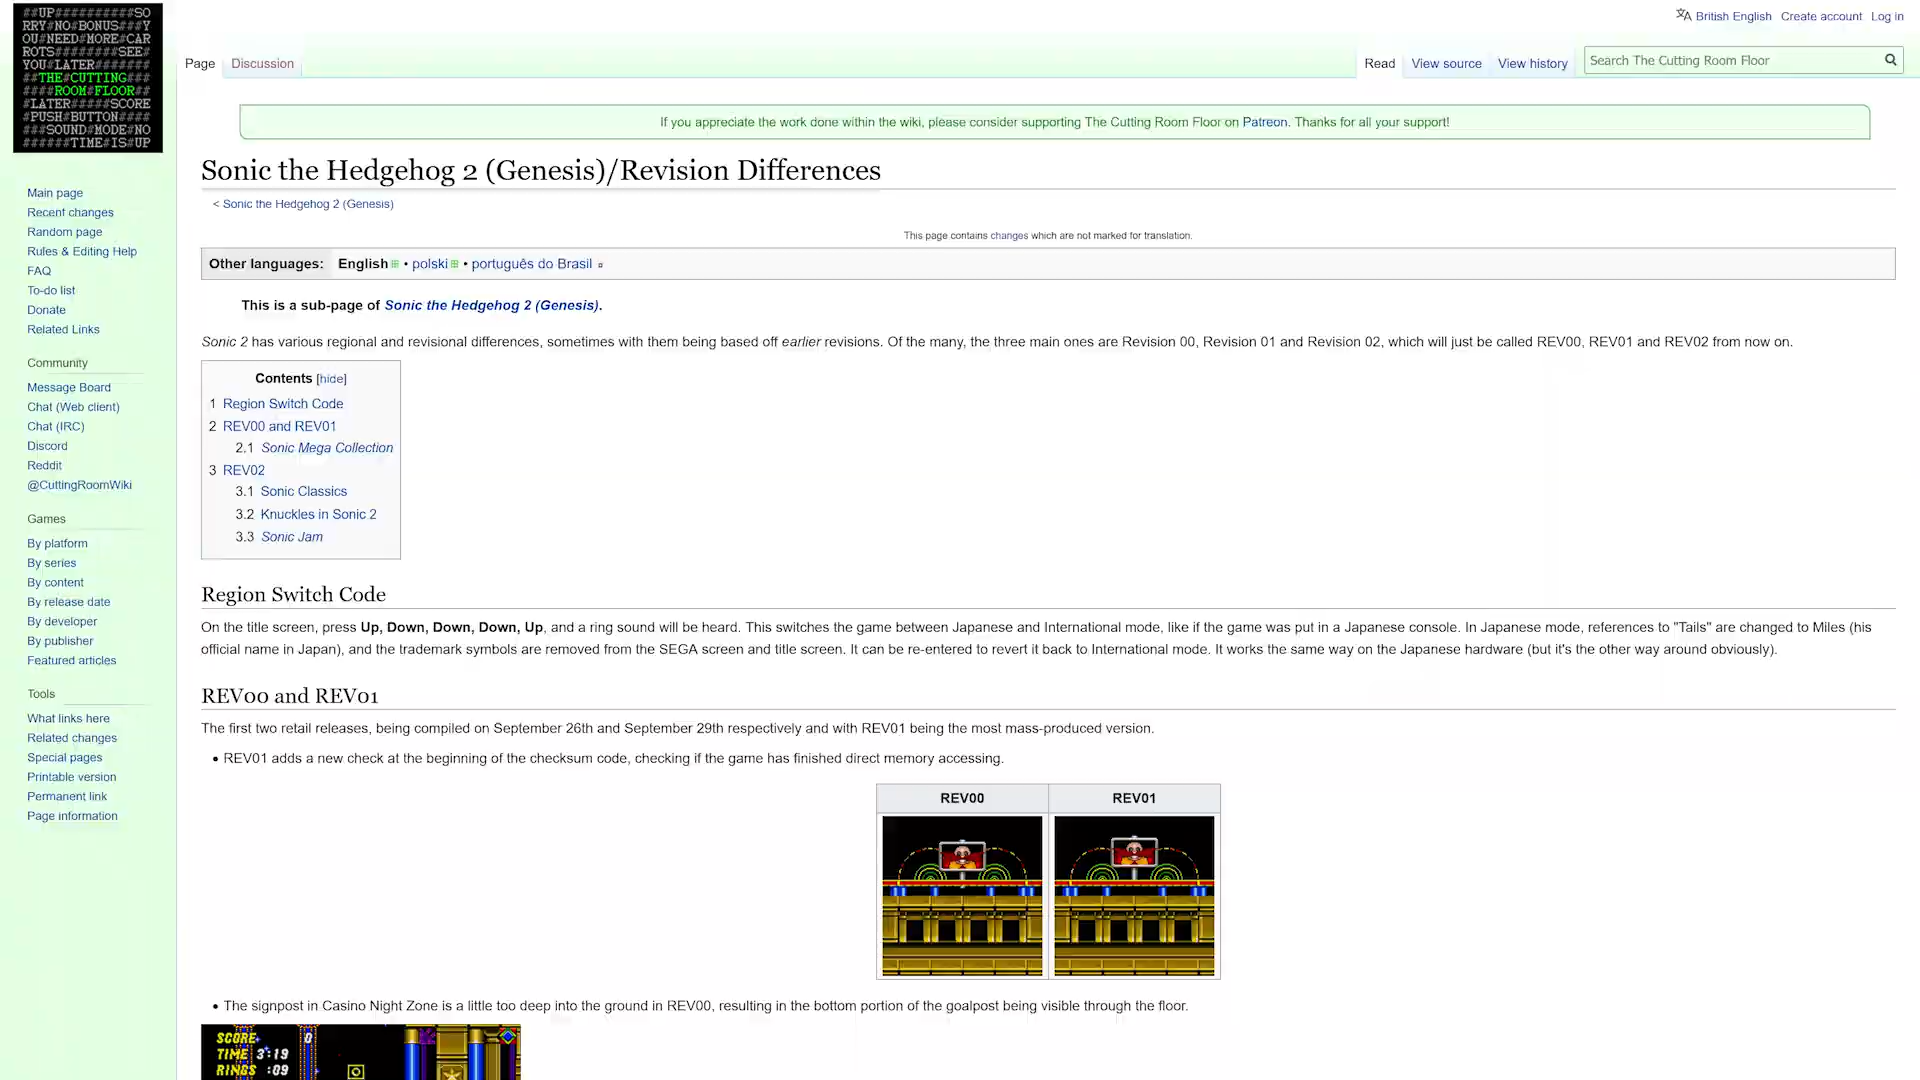 ##UP##########SO
RRY#NO#BONUS###Y
OU#NEED#MORE#CAR
ROTS########SEE#
YOU#LATER#######
##THE#CUTTING###
####ROOM#FLOOR##
#LATER#####SCORE
#PUSH#BUTTON####
###SOUND#MODE#NO
######TIME#IS#UP
British English Create account Log in
Page Discussion Read View source View history Search The Cutting Room Floor
If you appreciate the work done within the wiki, please consider supporting The Cutting Room Floor on Patreon. Thanks for all your support!
Main page
Recent changes
Random page
Rules & Editing Help
FAQ
To-do list
Donate
Related Links
Community
Message Board
Chat (Web client)
Chat (IRC)
Discord
Reddit
@CuttingRoomWiki
Games
By platform
By series
By content
By release date
By developer
By publisher
Featured articles
Tools
What links here
Related changes
Special pages
Printable version
Permanent link
Page information
Sonic the Hedgehog 2 (Genesis)/Revision Differences
< Sonic the Hedgehog 2 (Genesis)
This page contains changes which are not marked for translation.
Other languages: English • polski • português do Brasil
This is a sub-page of Sonic the Hedgehog 2 (Genesis).
Sonic 2 has various regional and revisional differences, sometimes with them being based off earlier revisions. Of the many, the three main ones are Revision 00, Revision 01 and Revision 02, which will just be called REV00, REV01 and REV02 from now on.
Contents [hide]
1 Region Switch Code
2 REV00 and REV01
2.1 Sonic Mega Collection
3 REV02
3.1 Sonic Classics
3.2 Knuckles in Sonic 2
3.3 Sonic Jam
Region Switch Code
On the title screen, press Up, Down, Down, Down, Up, and a ring sound will be heard. This switches the game between Japanese and International mode, like if the game was put in a Japanese console. In Japanese mode, references to "Tails" are changed to Miles (his
official name in Japan), and the trademark symbols are removed from the SEGA screen and title screen. It can be re-entered to revert it back to International mode. It works the same way on the Japanese hardware (but it's the other way around obviously).
REV00 and REV01
The first two retail releases, being compiled on September 26th and September 29th respectively and with REV01 being the most mass-produced version.
• REV01 adds a new check at the beginning of the checksum code, checking if the game has finished direct memory accessing.
REV00 REV01
• The signpost in Casino Night Zone is a little too deep into the ground in REV00, resulting in the bottom portion of the goalpost being visible through the floor.
SCORE 0
TIME 3:19
RINGS :09